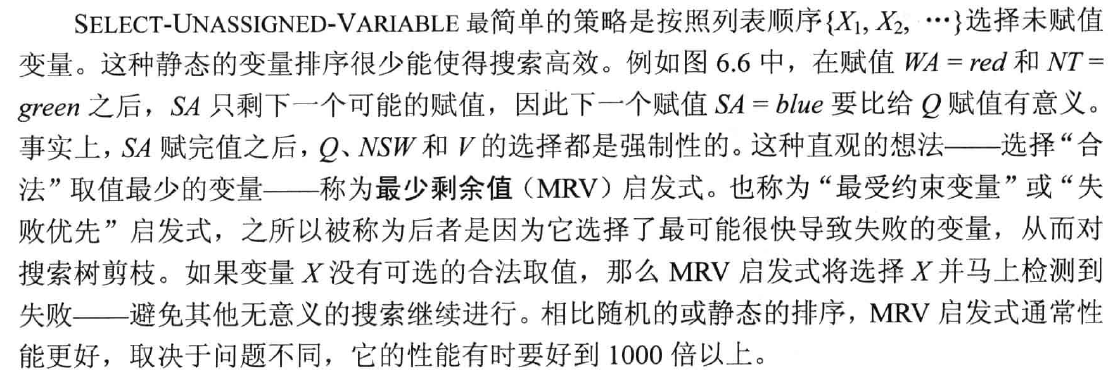 SELECT-UNASSIGNED-VARIABLE 最简单的策略是按照列表顺序{X₁, X₂, …}选择未赋值
变量。这种静态的变量排序很少能使得搜索高效。例如图 6.6 中，在赋值 WA = red 和 NT =
green 之后，SA 只剩下一个可能的赋值，因此下一个赋值 SA = blue 要比给 Q 赋值有意义。
事实上，SA 赋完值之后，Q、NSW 和 V 的选择都是强制性的。这种直观的想法——选择“合
法”取值最少的变量——称为最少剩余值（MRV）启发式。也称为“最受约束变量”或“失
败优先”启发式，之所以被称为后者是因为它选择了最可能很快导致失败的变量，从而对
搜索树剪枝。如果变量 X 没有可选的合法取值，那么 MRV 启发式将选择 X 并马上检测到
失败——避免其他无意义的搜索继续进行。相比随机的或静态的排序，MRV 启发式通常性
能更好，取决于问题不同，它的性能有时要好到 1000 倍以上。